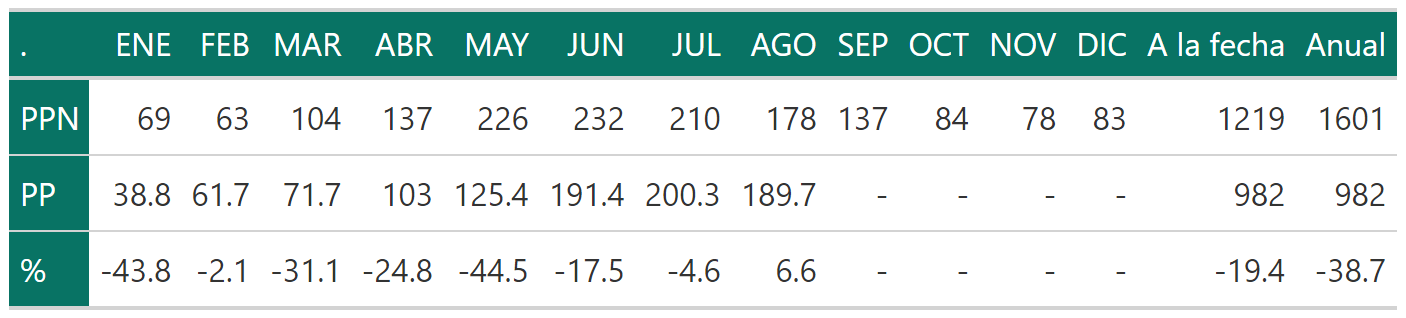 . ENE FEB MAR ABR MAY JUN JUL AGO SEP OCT NOV DIC A la fecha Anual
PPN 69 63 104 137 226 232 210 178 137 84 78 83 1219 1601
PP 38.8 61.7 71.7 103 125.4 191.4 200.3 189.7 - - - - 982 982
% -43.8 -2.1 -31.1 -24.8 -44.5 -17.5 -4.6 6.6 - - - - -19.4 -38.7